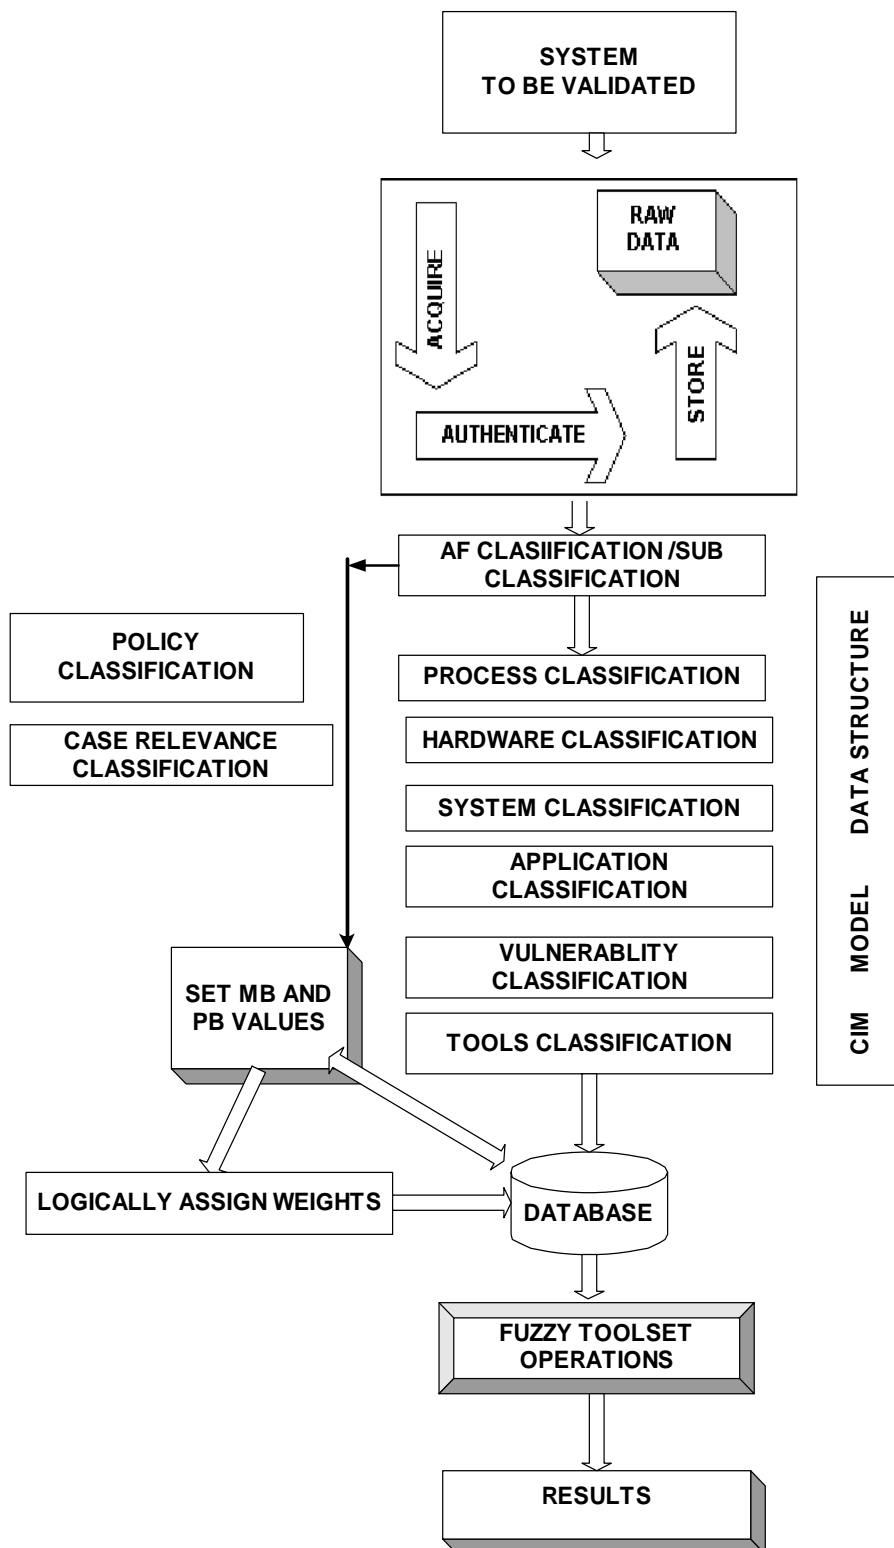 SYSTEM
TO BE VALIDATED
RAW
DATA
ACQUIRE
STORE
AUTHENTICATE
AF CLASIIFICATION /SUB
CLASSIFICATION
POLICY
CLASSIFICATION
PROCESS CLASSIFICATION
CASE RELEVANCE
CLASSIFICATION
HARDWARE CLASSIFICATION
SYSTEM CLASSIFICATION
APPLICATION
CLASSIFICATION
VULNERABLITY
CLASSIFICATION
TOOLS CLASSIFICATION
CIM MODEL DATA STRUCTURE
SET MB AND
PB VALUES
LOGICALLY ASSIGN WEIGHTS
DATABASE
FUZZY TOOLSET
OPERATIONS
RESULTS